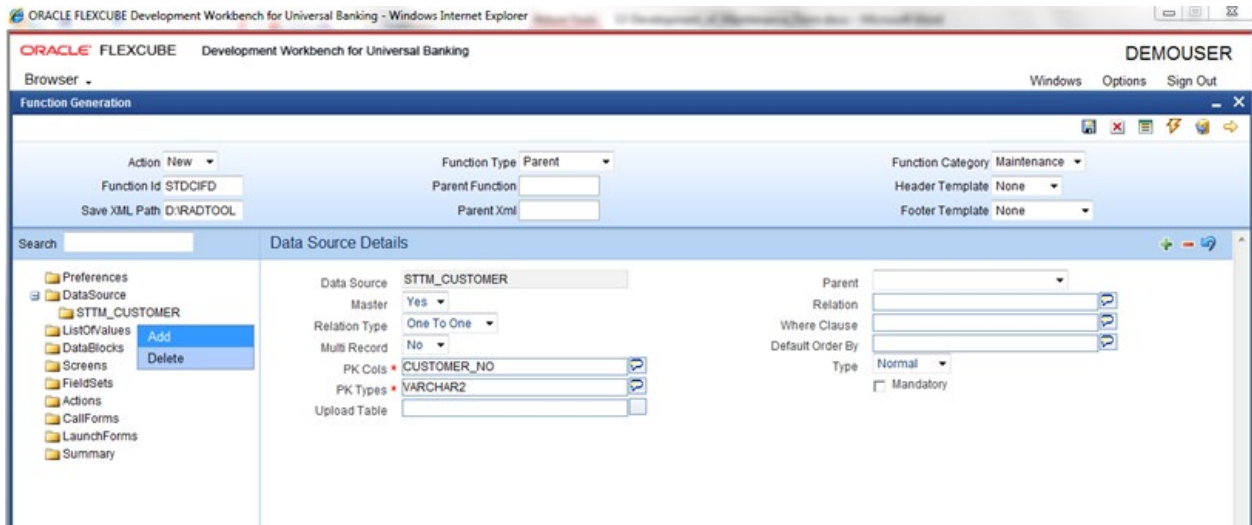 ORACLE FLEXCUBE Development Workbench for Universal Banking - Windows Internet Explorer
ORACLE FLEXCUBE Development Workbench for Universal Banking
DEMOUSER
Browser
Windows Options Sign Out
Function Generation
Action New Function Type Parent Function Category Maintenance
Function Id STDCIFD Parent Function Header Template None
Save XML Path D:\RADTOOL Parent Xml Footer Template None
Search
Data Source Details
Preferences
DataSource
STTM_CUSTOMER
ListOfValues
DataBlocks
Screens
FieldSets
Actions
CallForms
LaunchForms
Summary
Add
Delete
Data Source STTM_CUSTOMER
Master Yes
Relation Type One To One
Multi Record No
PK Cols * CUSTOMER_NO
PK Types * VARCHAR2
Upload Table
Parent
Relation
Where Clause
Default Order By
Type Normal
Mandatory